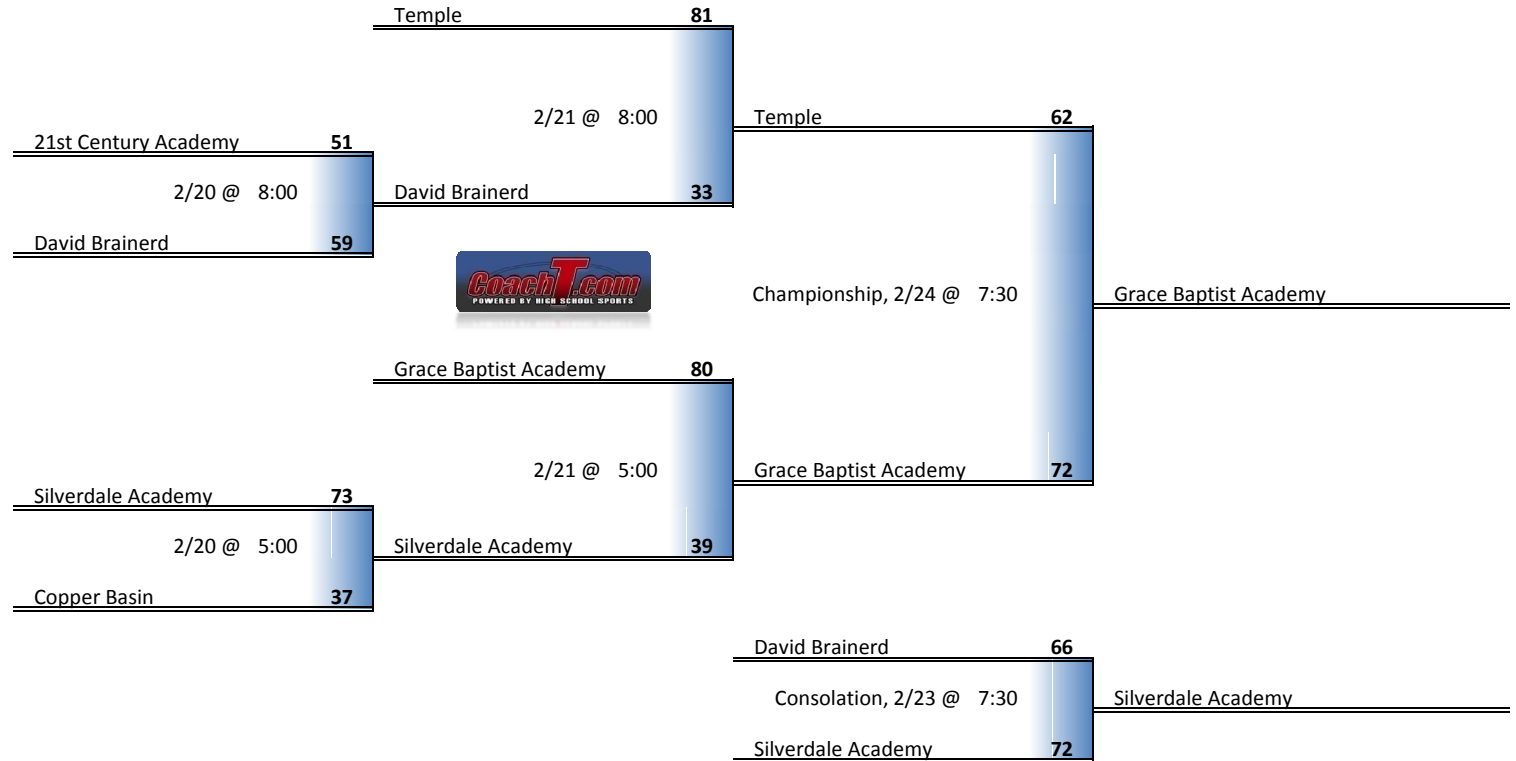 Temple 81
2/21 @ 8:00 Temple 62
21st Century Academy 51
2/20 @ 8:00 David Brainerd 33
David Brainerd 59
CoachT.com
POWERED BY HIGH SCHOOL SPORTS
Championship, 2/24 @ 7:30 Grace Baptist Academy
Grace Baptist Academy 80
2/21 @ 5:00 Grace Baptist Academy 72
Silverdale Academy 73
2/20 @ 5:00 Silverdale Academy 39
Copper Basin 37
David Brainerd 66
Consolation, 2/23 @ 7:30 Silverdale Academy
Silverdale Academy 72